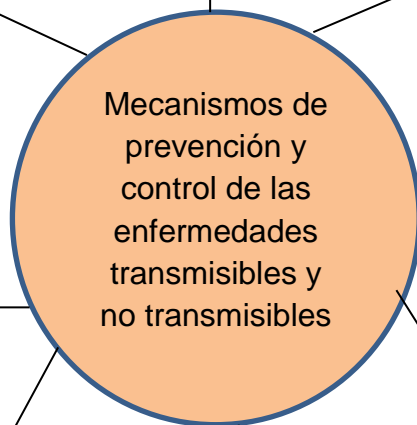 Mecanismos de
prevención y
control de las
enfermedades
transmisibles y
no transmisibles